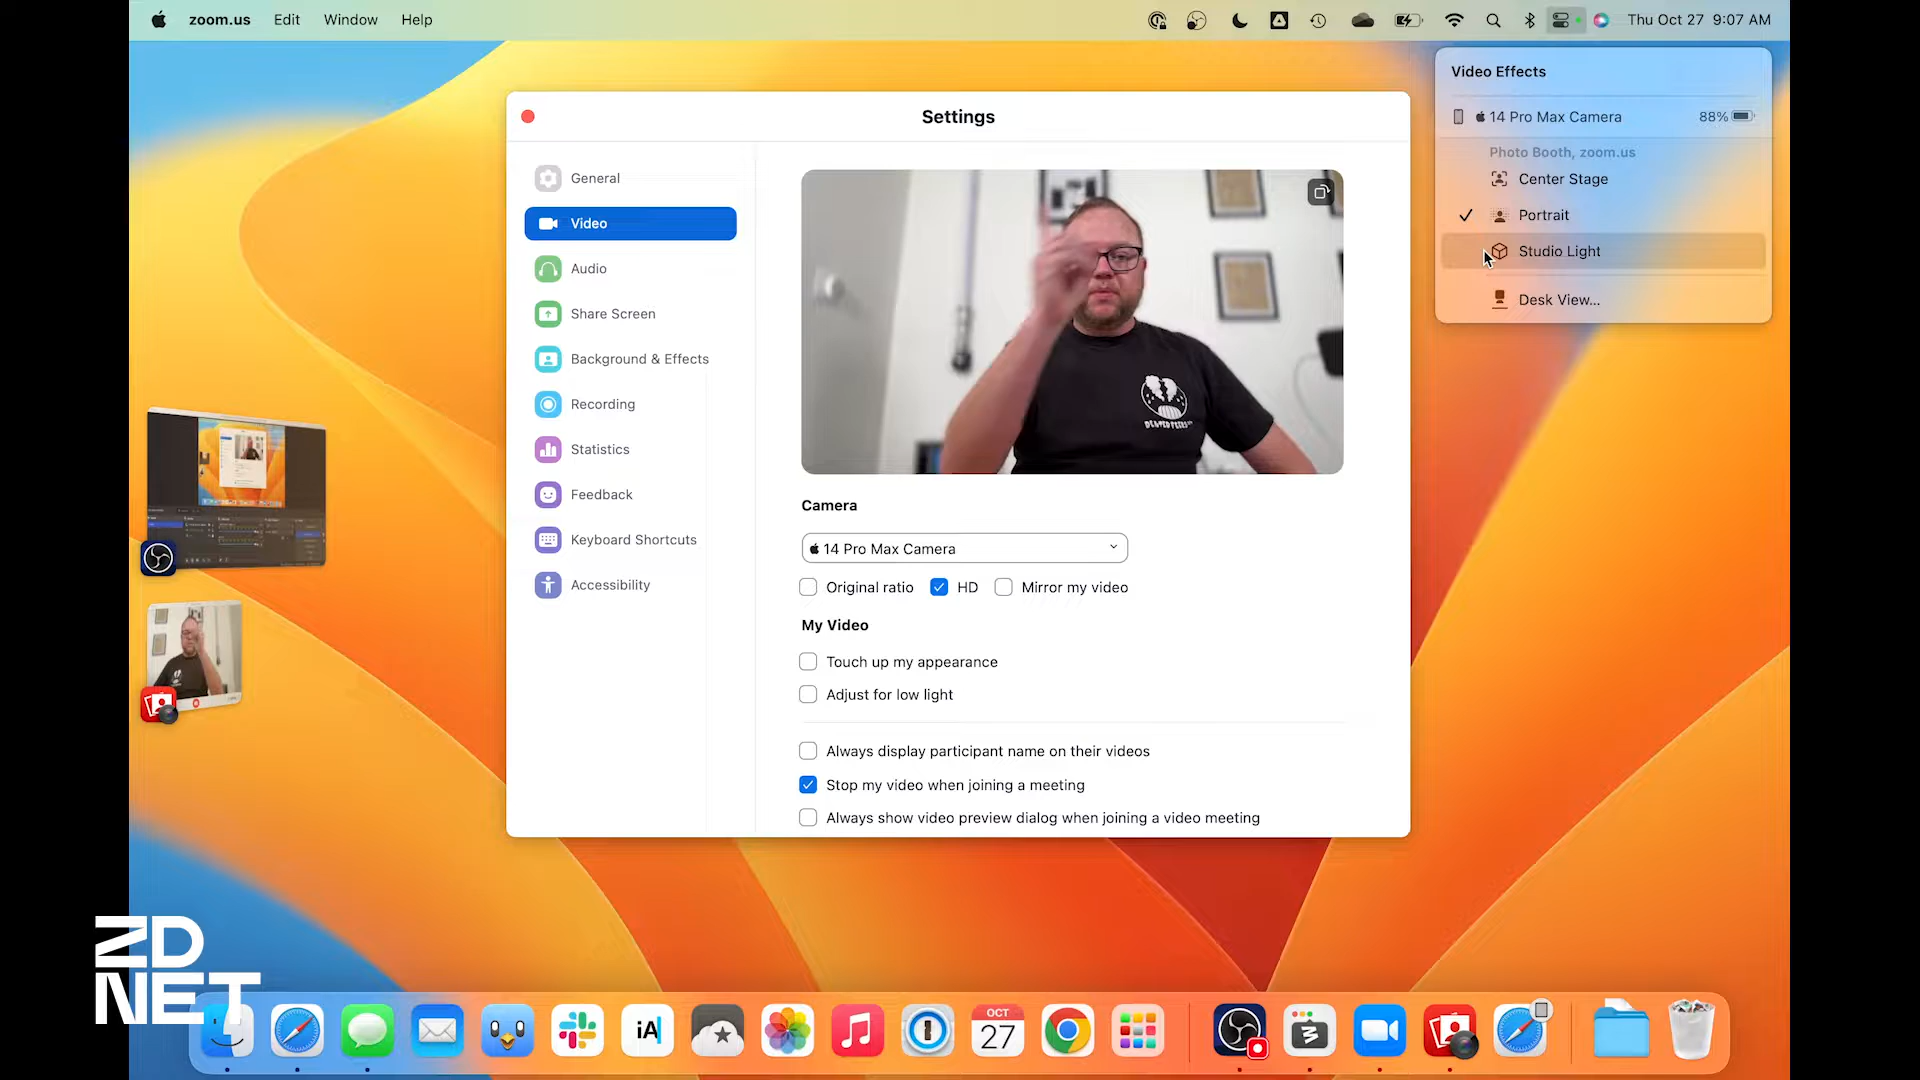 zoom.us Edit Window Help
Thu Oct 27 9:07 AM
Video Effects
14 Pro Max Camera 88%
Photo Booth, zoom.us
Center Stage
Portrait
Studio Light
Desk View...
Settings
General
Video
Audio
Share Screen
Background & Effects
Recording
Statistics
Feedback
Keyboard Shortcuts
Accessibility
Camera
14 Pro Max Camera
Original ratio HD Mirror my video
My Video
Touch up my appearance
Adjust for low light
Always display participant name on their videos
Stop my video when joining a meeting
Always show video preview dialog when joining a video meeting
ZD
NET
iA
OCT
27